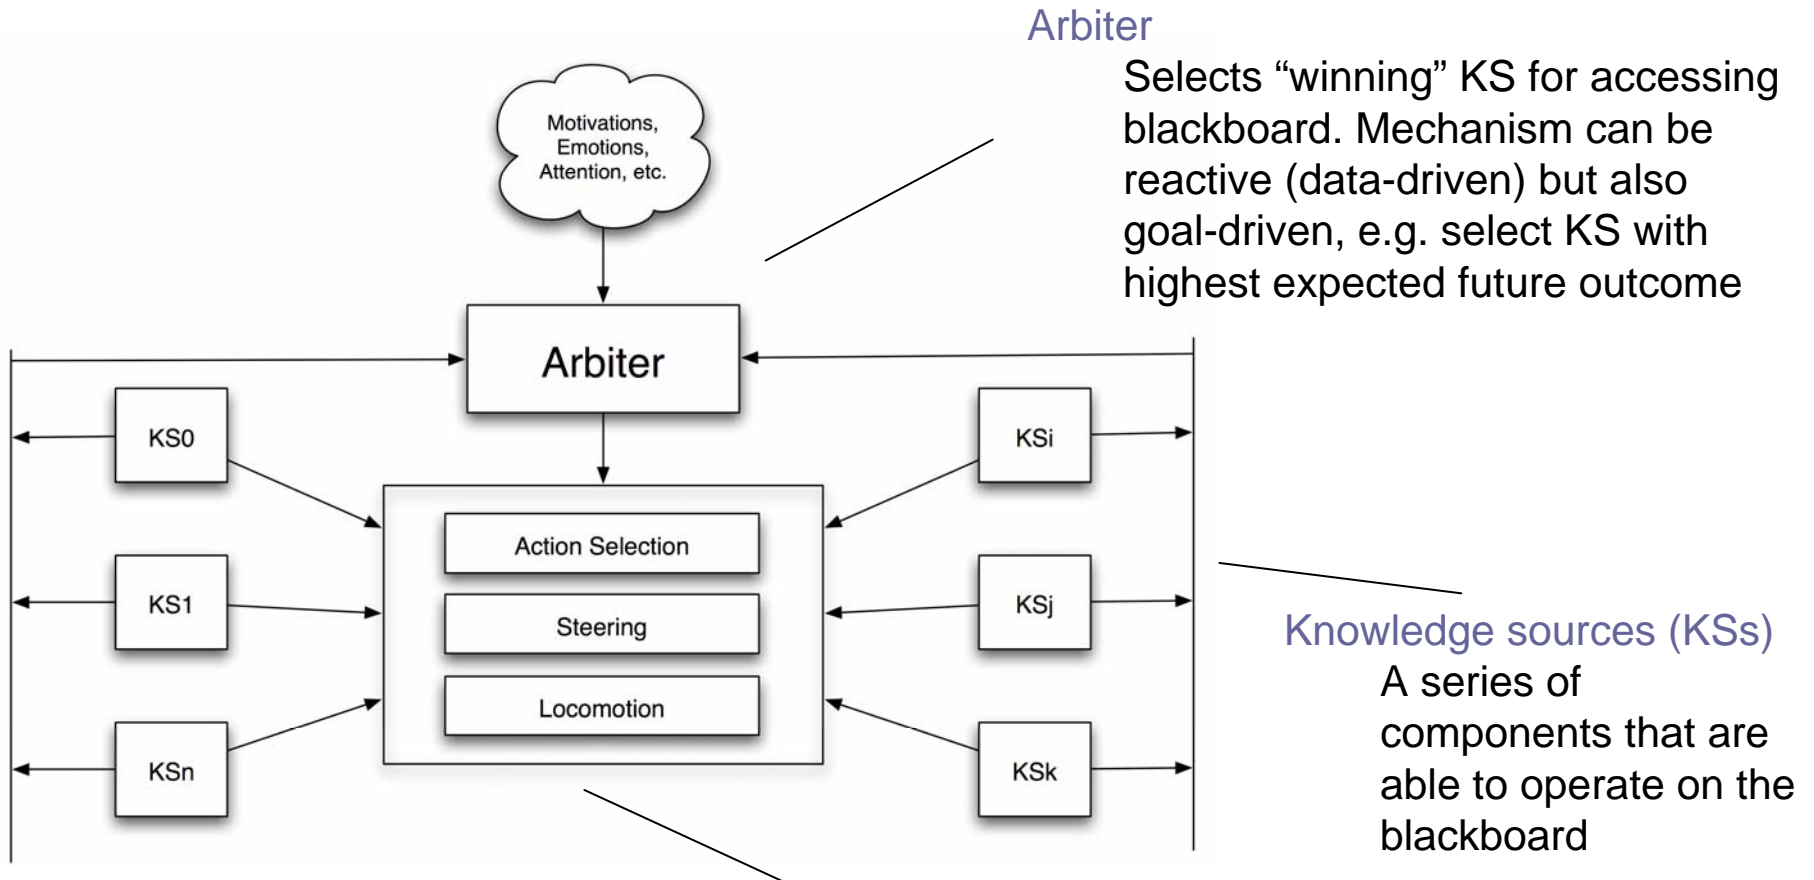 Arbiter
Selects “winning” KS for accessing
blackboard. Mechanism can be
reactive (data-driven) but also
goal-driven, e.g. select KS with
highest expected future outcome
Motivations,
Emotions,
Attention, etc.
Arbiter
KS0
KSi
Action Selection
KS1
Steering
KSj
KSn
Locomotion
KSk
Knowledge sources (KSs)
A series of
components that are
able to operate on the
blackboard